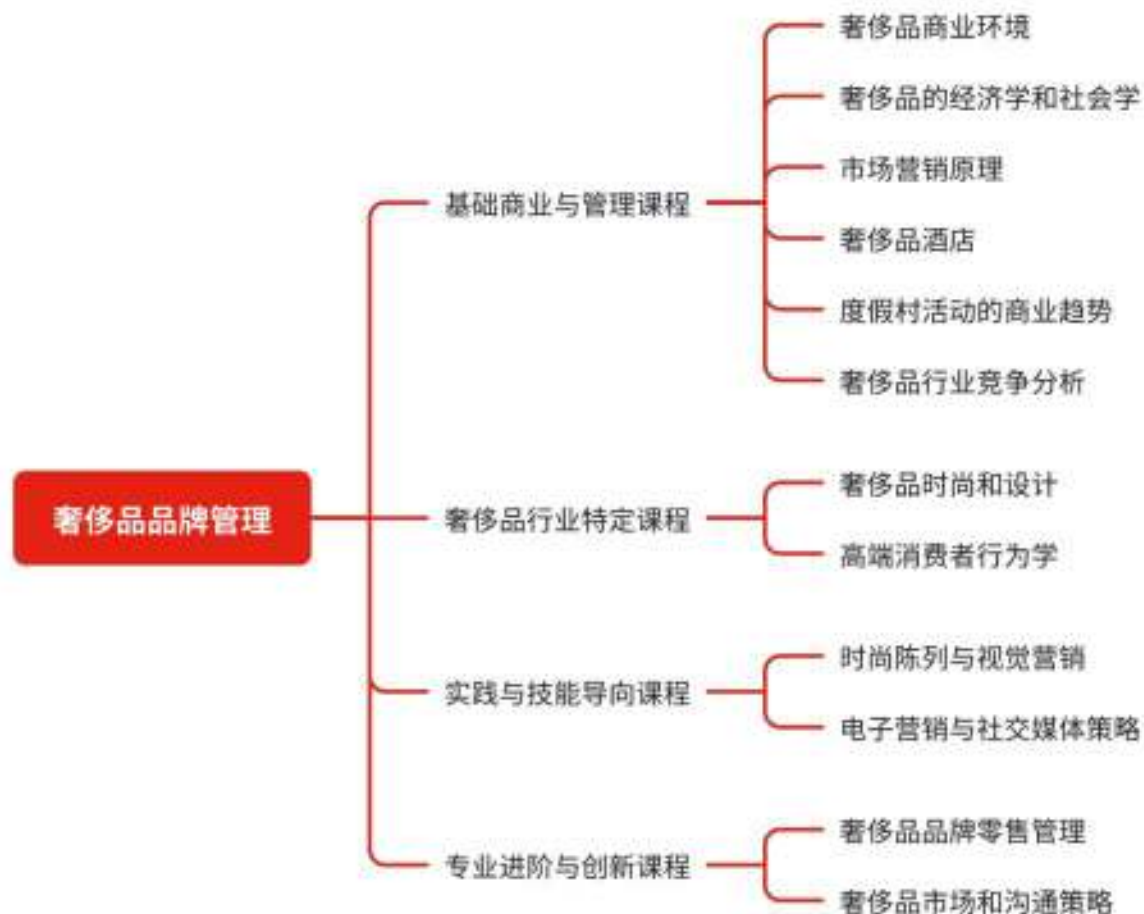 奢侈品品牌管理
基础商业与管理课程
奢侈品商业环境
奢侈品的经济学和社会学
市场营销原理
奢侈品酒店
度假村活动的商业趋势
奢侈品行业竞争分析
奢侈品行业特定课程
奢侈品时尚和设计
高端消费者行为学
实践与技能导向课程
时尚陈列与视觉营销
电子营销与社交媒体策略
专业进阶与创新课程
奢侈品品牌零售管理
奢侈品市场和沟通策略